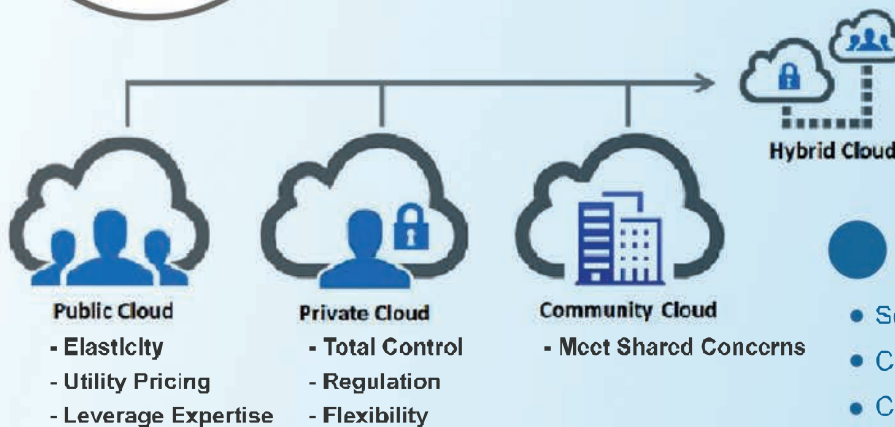 Hybrid Cloud
Public Cloud
- Elasticity
- Utility Pricing
- Leverage Expertise
Private Cloud
- Total Control
- Regulation
- Flexibility
Community Cloud
- Meet Shared Concerns